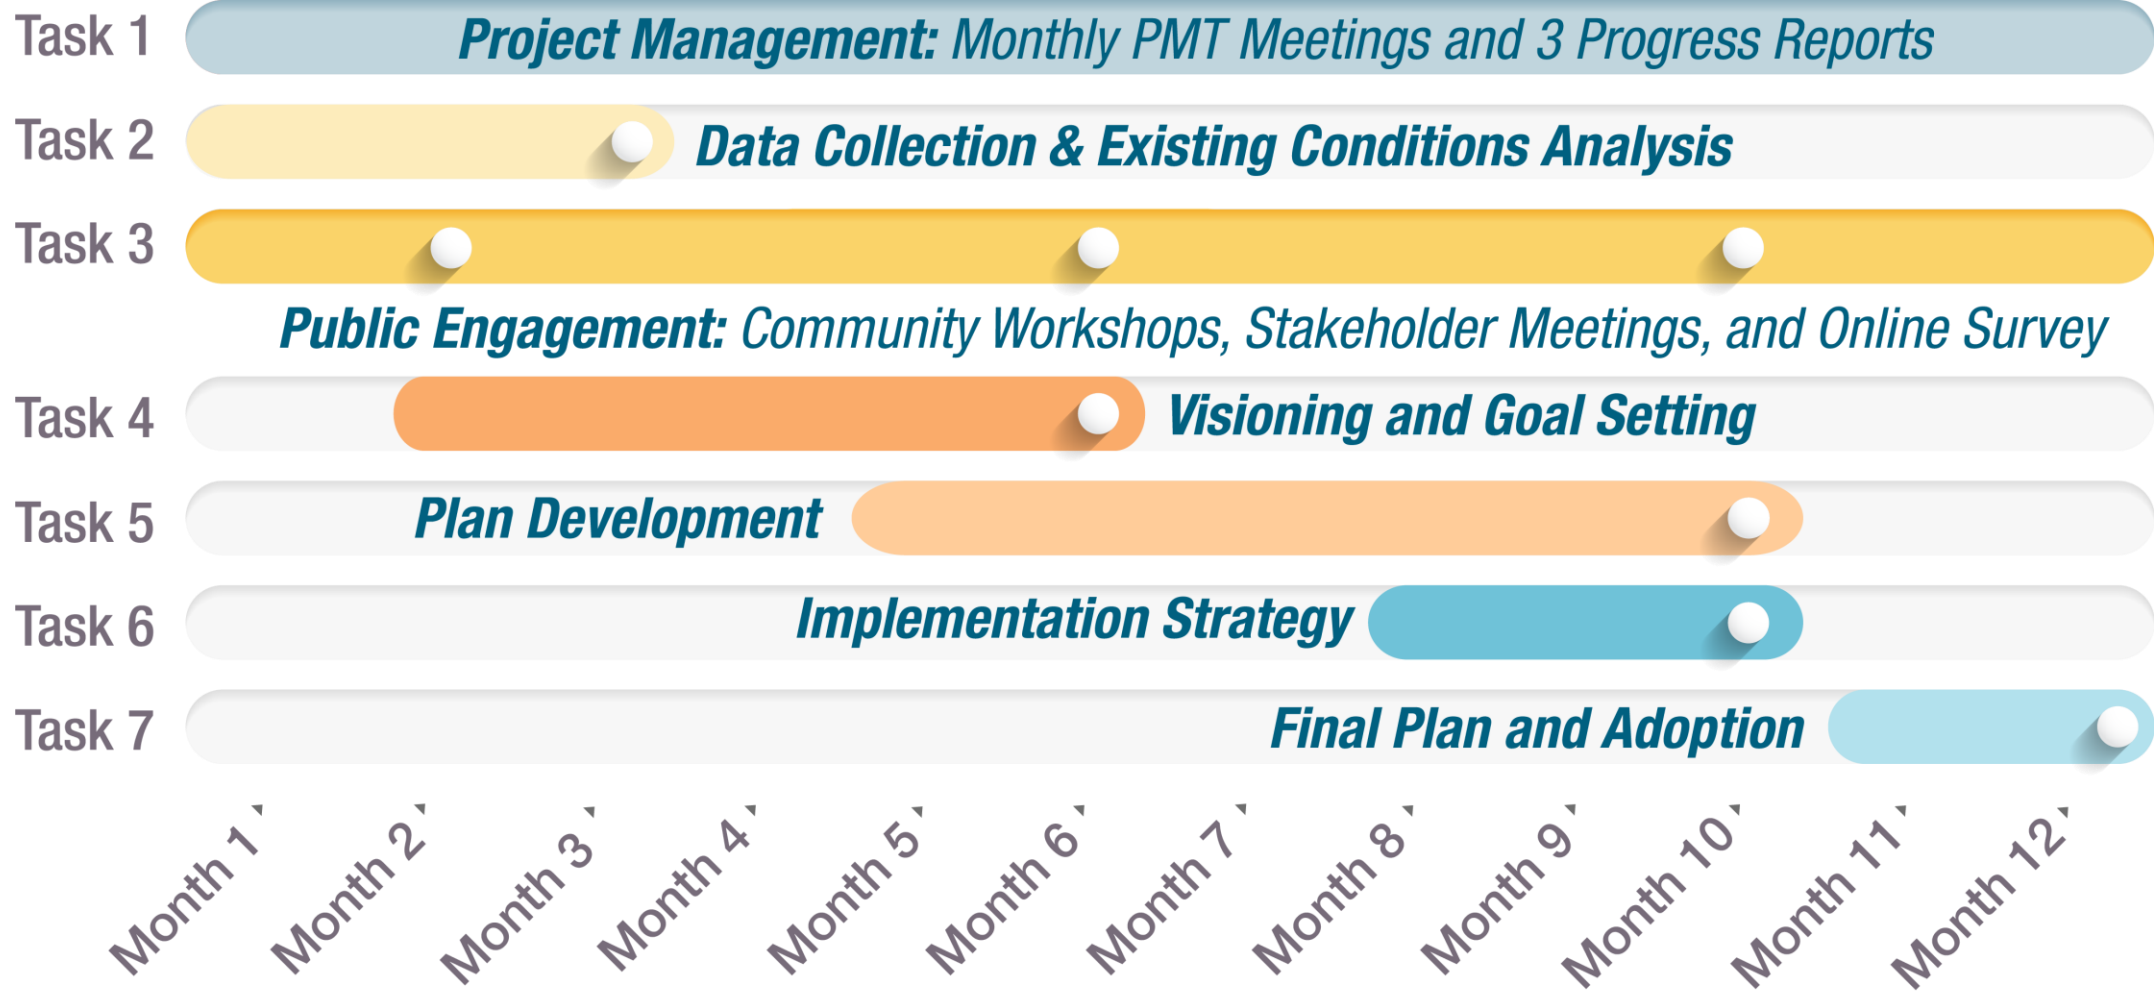 Task 1 Project Management: Monthly PMT Meetings and 3 Progress Reports
Task 2 Data Collection & Existing Conditions Analysis
Task 3
Public Engagement: Community Workshops, Stakeholder Meetings, and Online Survey
Task 4 Visioning and Goal Setting
Task 5 Plan Development
Task 6 Implementation Strategy
Task 7 Final Plan and Adoption
Month 1
Month 2
Month 3
Month 4
Month 5
Month 6
Month 7
Month 8
Month 9
Month 10
Month 11
Month 12